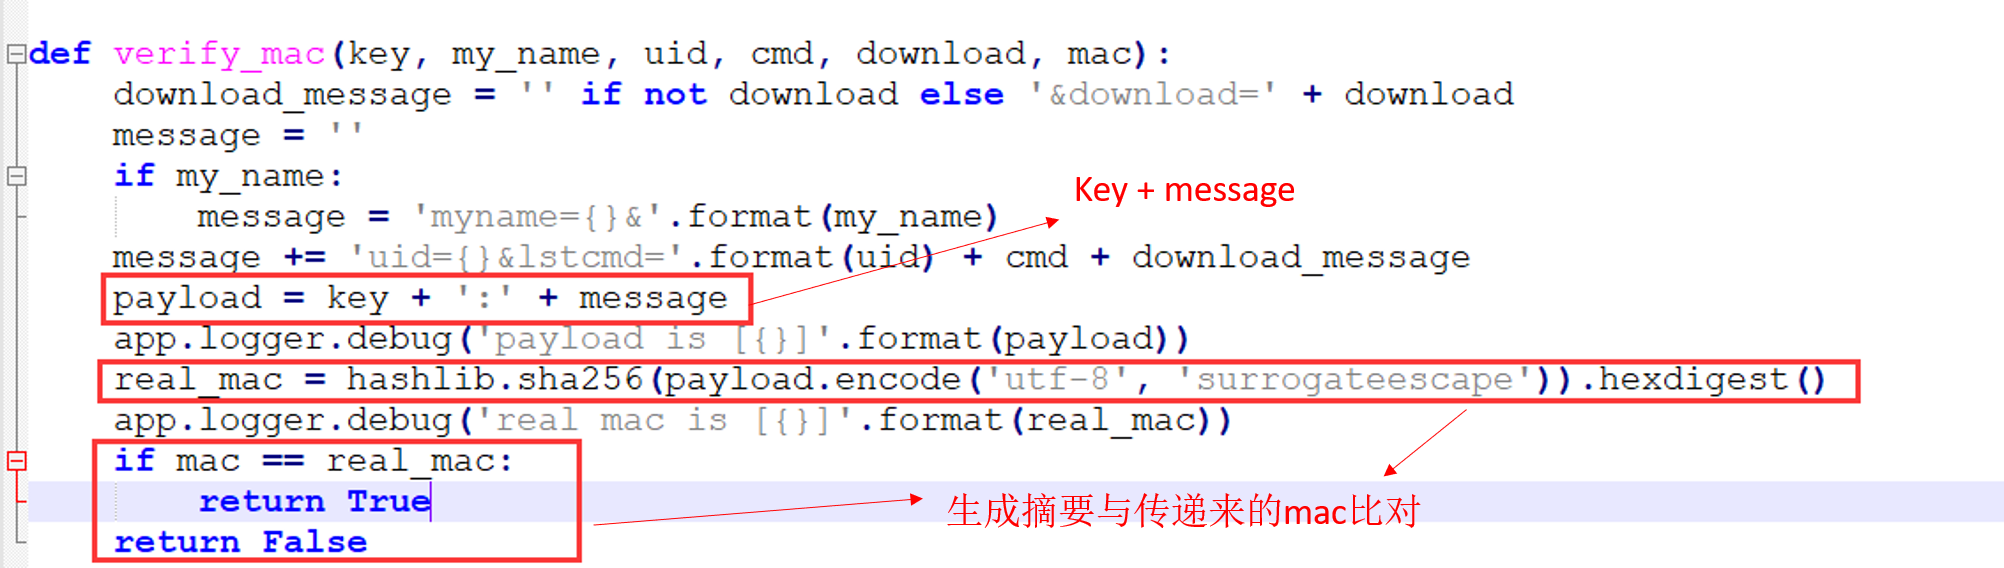 def verify_mac(key, my_name, uid, cmd, download, mac):
    download_message = '' if not download else '&download=' + download
    message = ''
    if my_name:
Key + message
        message = 'myname={}&'.format(my_name)
    message += 'uid={}&lstcmd='.format(uid) + cmd + download_message
    payload = key + ':' + message
    app.logger.debug('payload is [{}]'.format(payload))
    real_mac = hashlib.sha256(payload.encode('utf-8', 'surrogateescape')).hexdigest()
    app.logger.debug('real mac is [{}]'.format(real_mac))
    if mac == real_mac:
        return True
生成摘要与传递来的mac比对
    return False